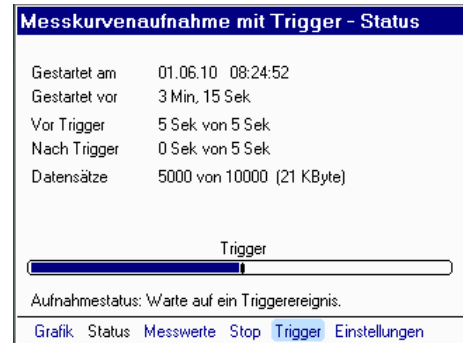 Messkurvenaufnahme mit Trigger - Status
Gestartet am 01.06.10 08:24:52
Gestartet vor 3 Min, 15 Sek
Vor Trigger 5 Sek von 5 Sek
Nach Trigger 0 Sek von 5 Sek
Datensätze 5000 von 10000 (21 KByte)
Trigger
Aufnahmestatus: Warte auf ein Triggerereignis.
Grafik Status Messwerte Stop Trigger Einstellungen